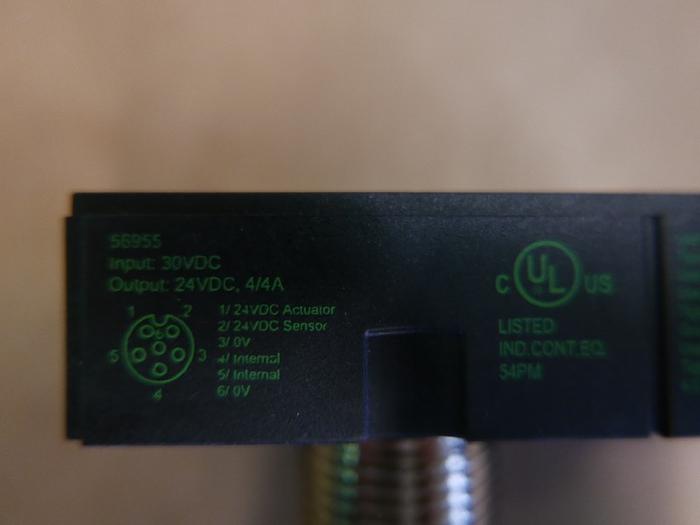 56955
Input: 30VDC
Output: 24VDC, 4/4A
1 2
5 6 3
4
1/ 24VDC Actuator
2/ 24VDC Sensor
3/ 0V
4/ Internal
5/ Internal
6/ 0V
C UL US
LISTED
IND.CONT.EQ.
54PM